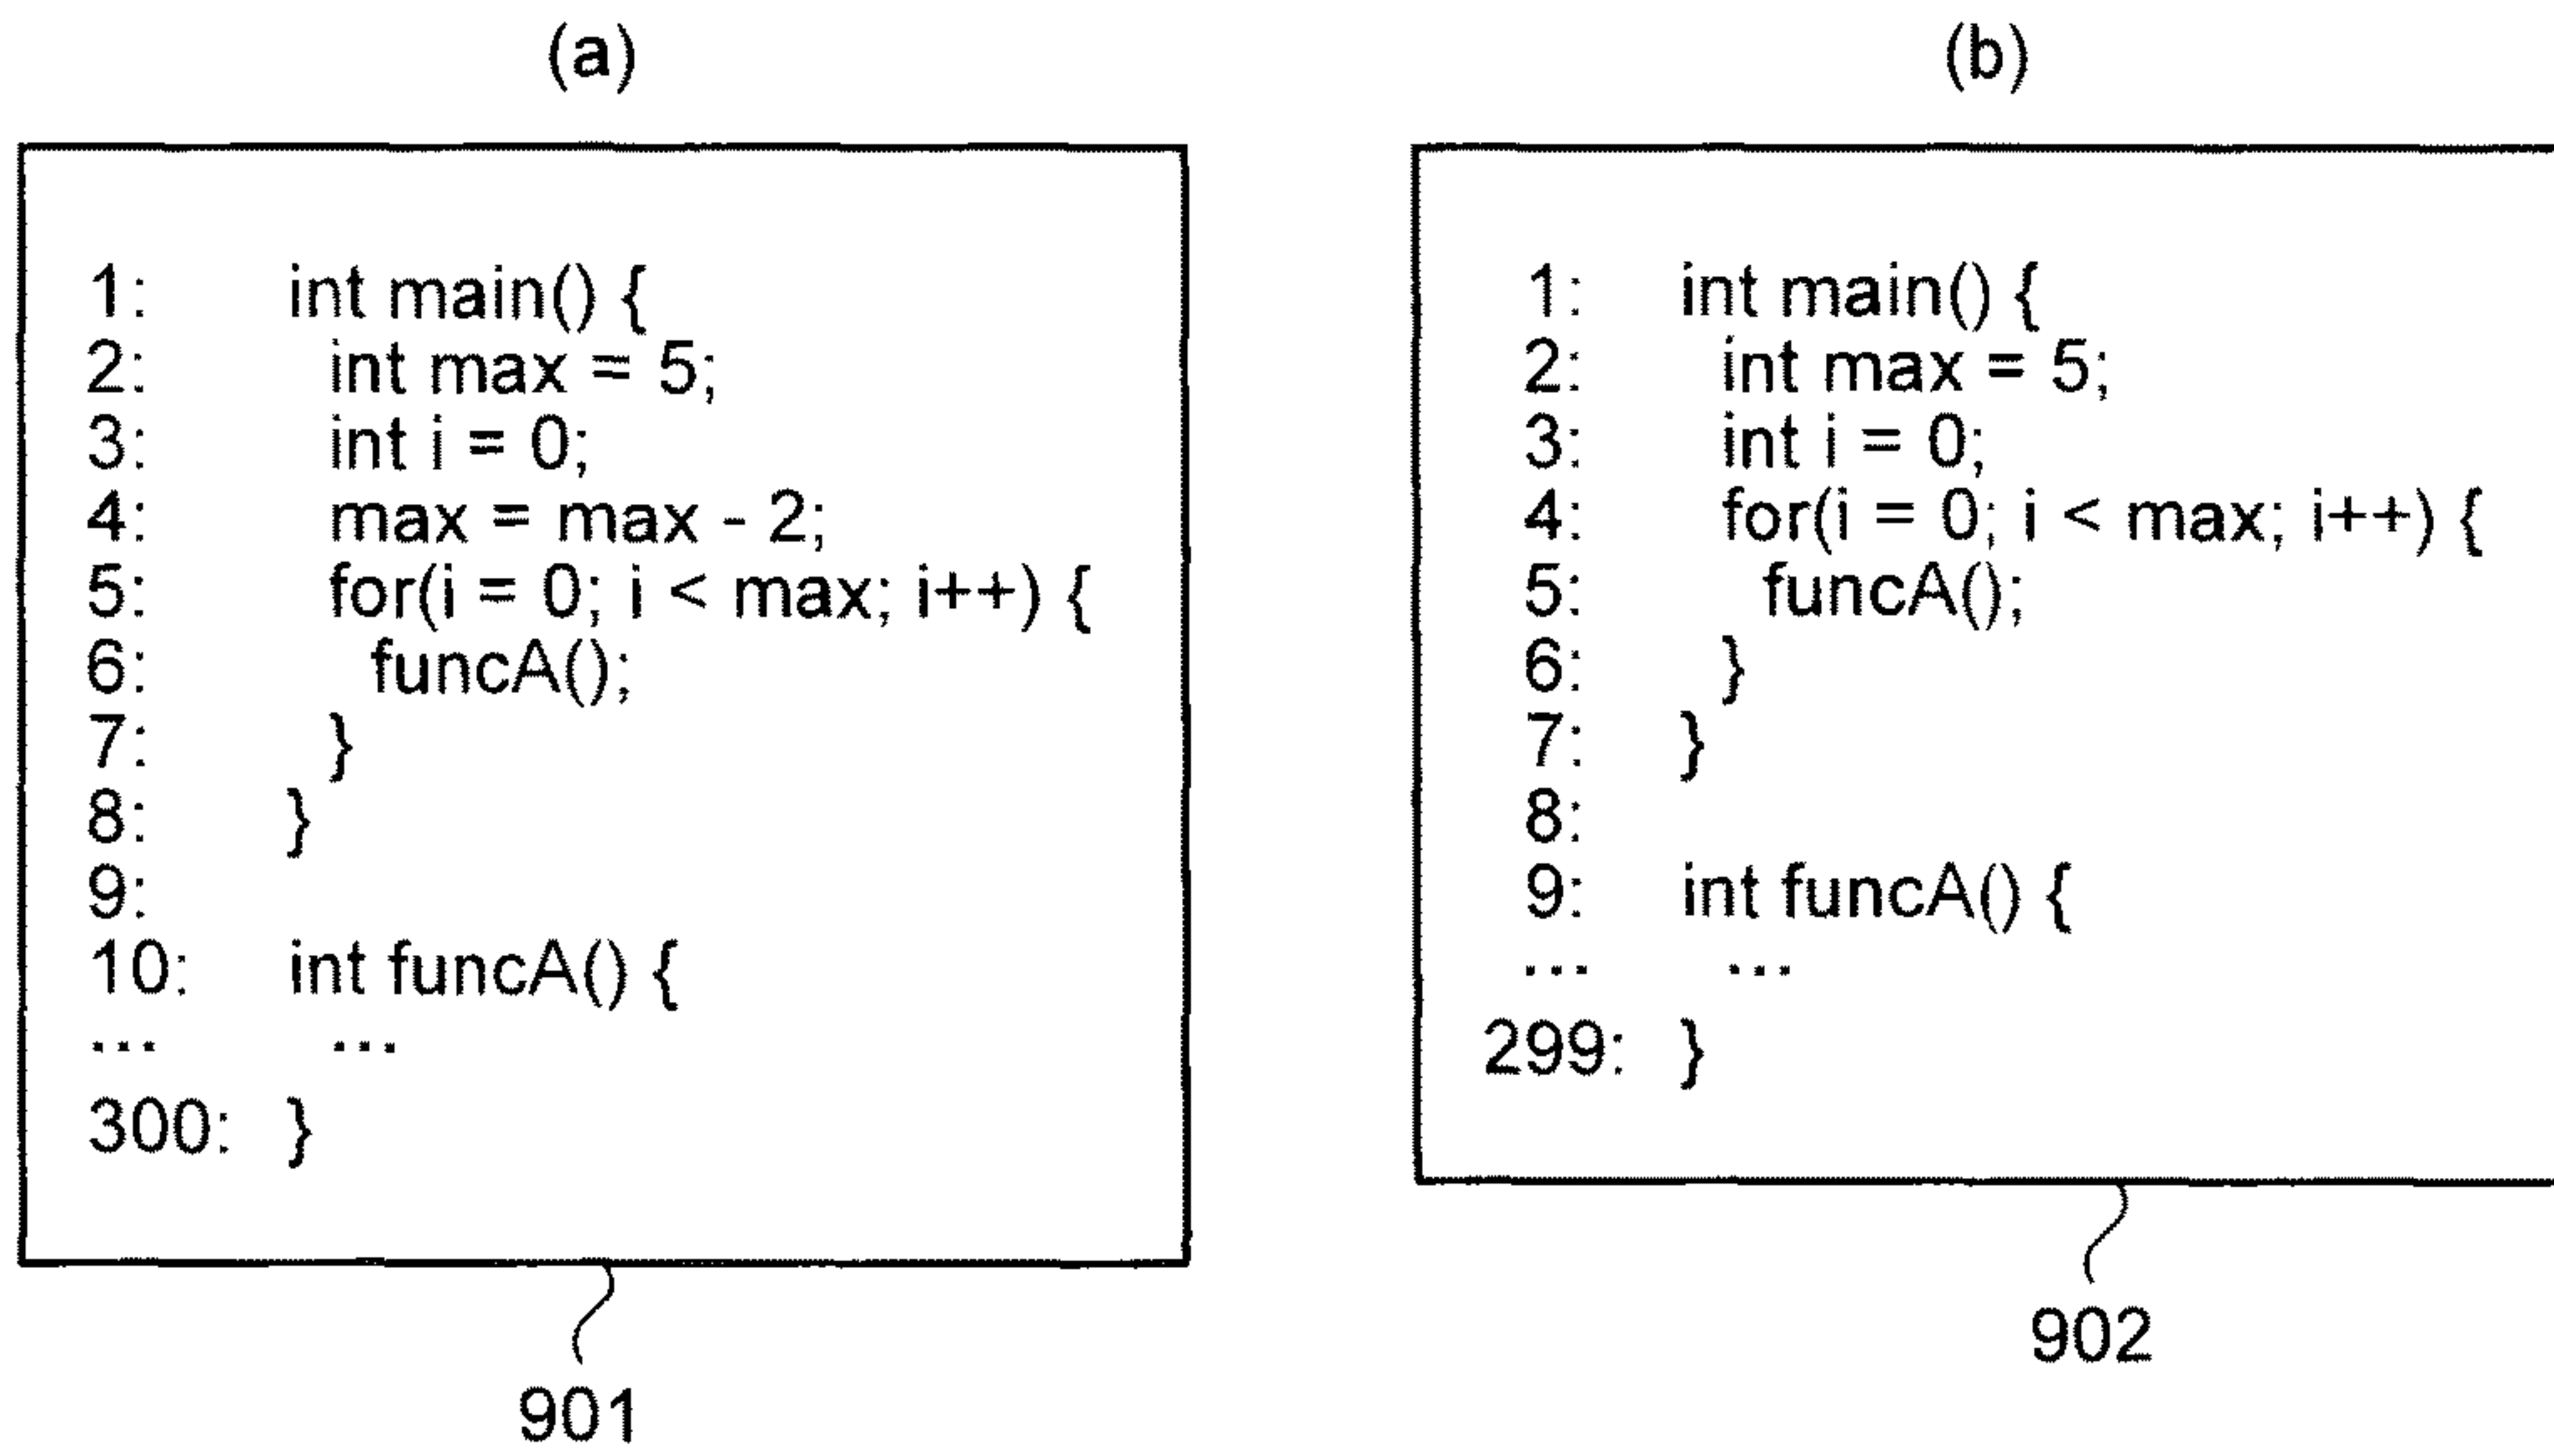 (a)
1: int main() {
2: int max = 5;
3: int i = 0;
4: max = max - 2;
5: for(i = 0; i < max; i++) {
6: funcA();
7: }
8: }
9:
10: int funcA() {
... ...
300: }
901
(b)
1: int main() {
2: int max = 5;
3: int i = 0;
4: for(i = 0; i < max; i++) {
5: funcA();
6: }
7: }
8:
9: int funcA() {
... ...
299: }
902